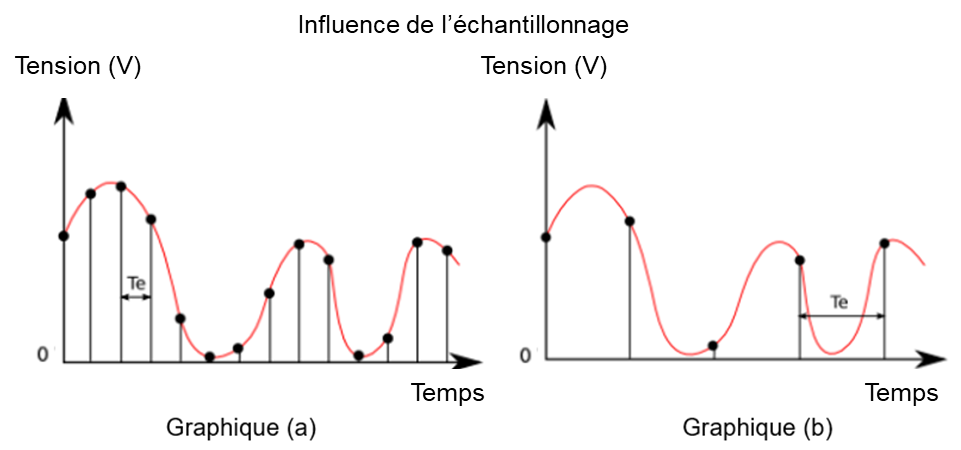 Influence de l’échantillonnage
Tension (V)
Tension (V)
Te
Te
0
0
Temps
Temps
Graphique (a)
Graphique (b)